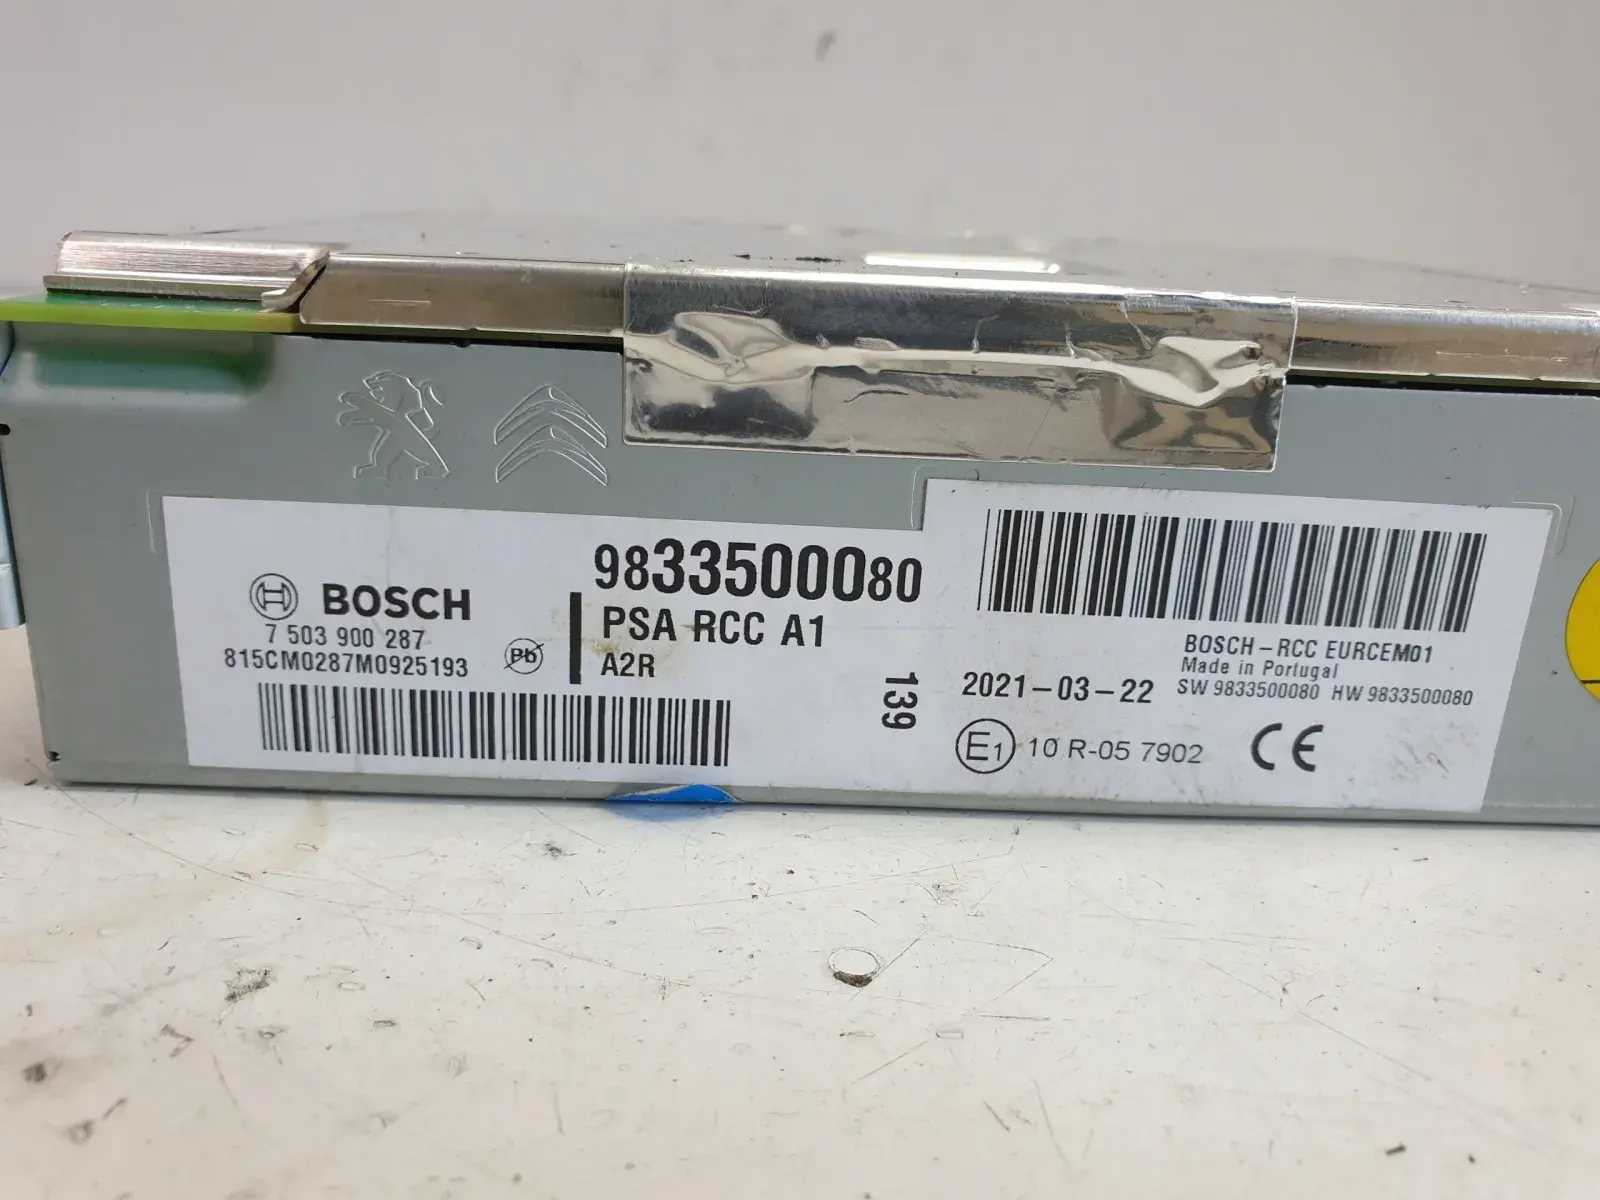 BOSCH
7 503 900 287
815CM0287M0925193
Pb
9833500080
PSA RCC A1
A2R
139
BOSCH-RCC EURCEM01
Made in Portugal
2021-03-22
SW 9833500080 HW 9833500080
E1 10 R-05 7902
CE